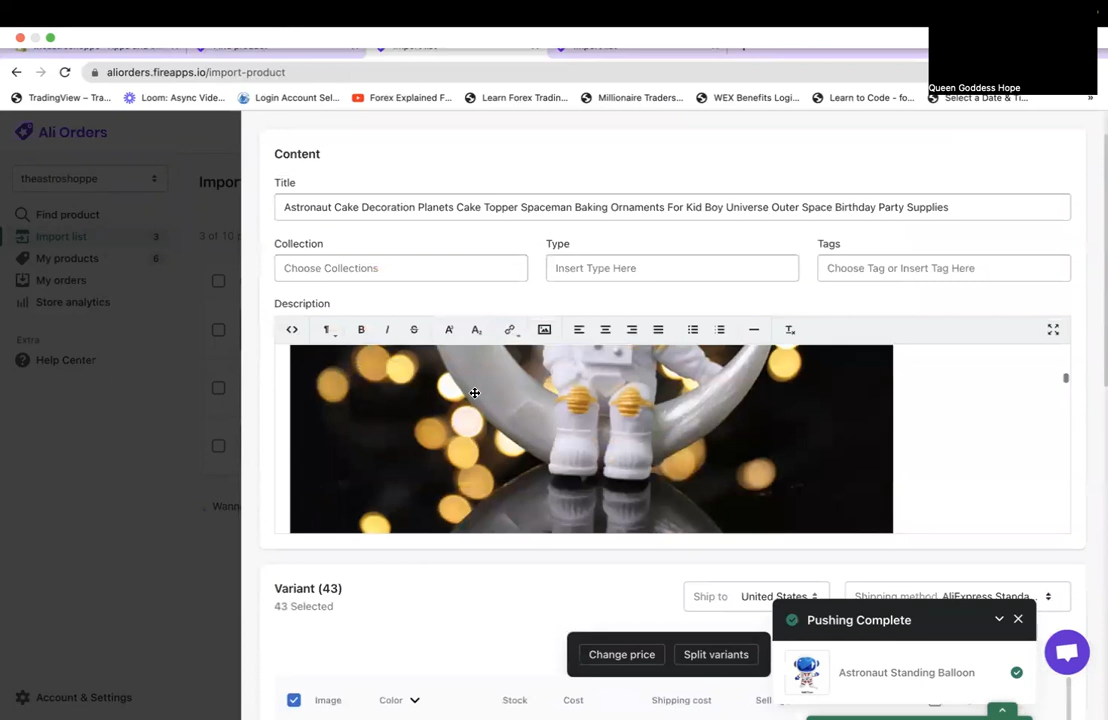 Queen Goddess Hope
aliorders.fireapps.io/import-product
TradingView – Tra...
Loom: Async Vide...
Login Account Sel...
Forex Explained F...
Learn Forex Tradin...
Millionaire Traders...
WEX Benefits Logi...
Learn to Code - fo...
Select a Date & Ti...
»
Ali Orders
theastroshoppe
Find product
Import list 3
My products 6
My orders
Store analytics
Extra
Help Center
Account & Settings
Impor
3 of 10 p
Wanne
Content
Title
Astronaut Cake Decoration Planets Cake Topper Spaceman Baking Ornaments For Kid Boy Universe Outer Space Birthday Party Supplies
Collection Type Tags
Choose Collections Insert Type Here Choose Tag or Insert Tag Here
Description
Variant (43)
43 Selected
Ship to United States
Shipping method AliExpress Standa...
Change price Split variants
Pushing Complete
Astronaut Standing Balloon
Image Color Stock Cost Shipping cost Sell